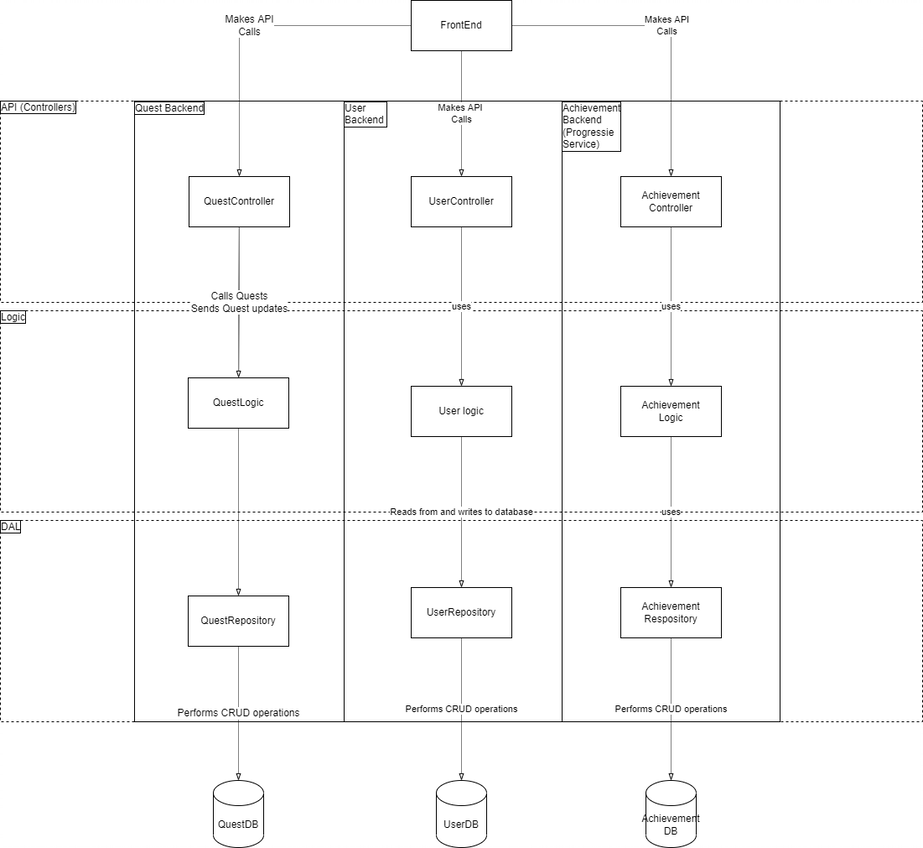 FrontEnd
Makes API
Calls
Makes API
Calls
API (Controllers)
Quest Backend
User
Backend
Makes API
Calls
Achievement
Backend
(Progressie
Service)
QuestController
UserController
Achievement
Controller
Calls Quests
Sends Quest updates
uses
uses
Logic
QuestLogic
User logic
Achievement
Logic
Reads from and writes to database
uses
DAL
QuestRepository
UserRepository
Achievement
Respository
Performs CRUD operations
Performs CRUD operations
Performs CRUD operations
QuestDB
UserDB
Achievement
DB